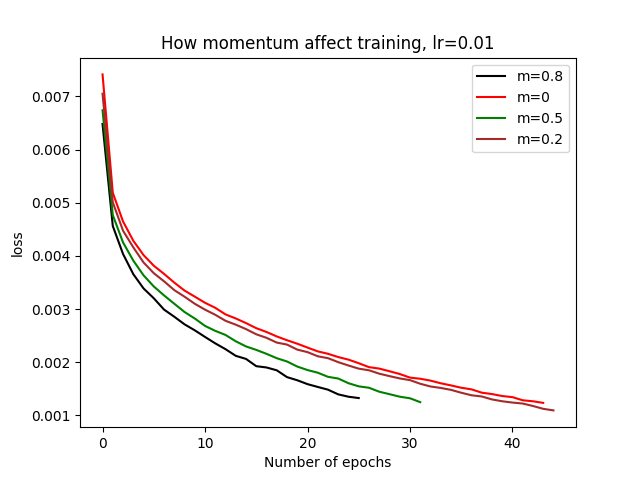 How momentum affect training, lr=0.01
m=0.8
m=0
m=0.5
m=0.2
0.007
0.006
0.005
0.004
0.003
0.002
0.001
loss
0 10 20 30 40
Number of epochs